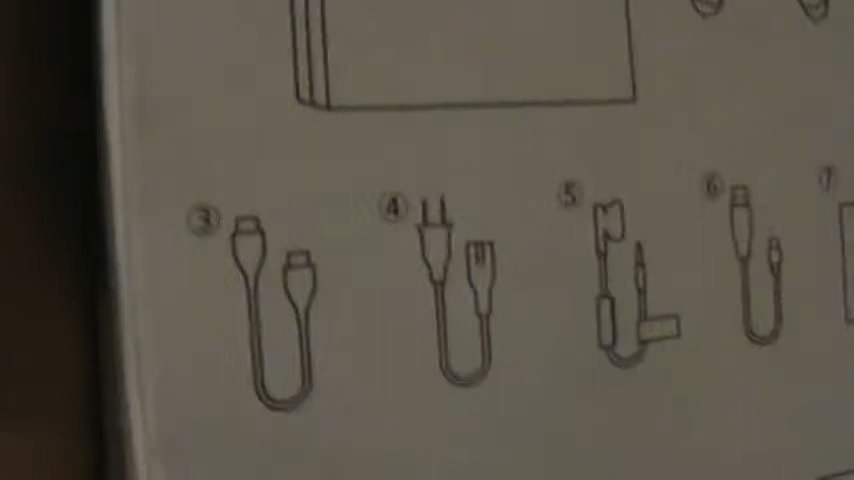 ③ ④ ⑤ ⑥ ⑦